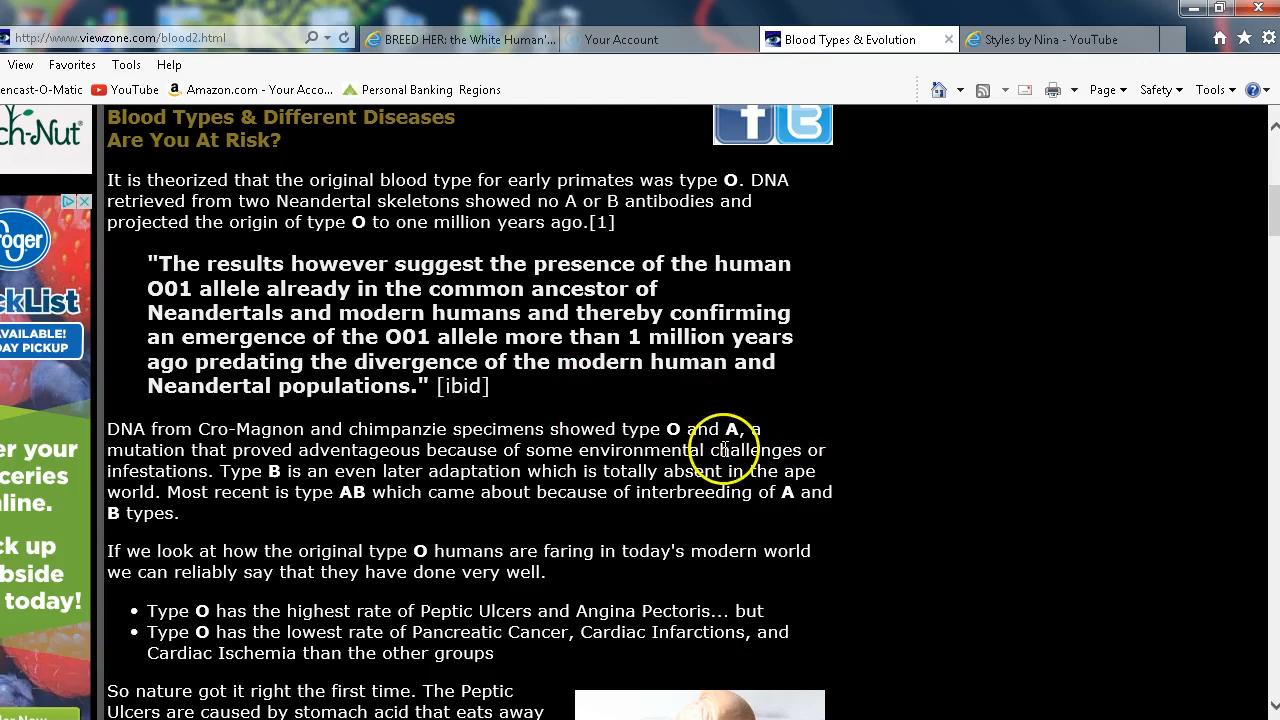 http://www.viewzone.com/blood2.html
BREED HER: the White Human'...
Your Account
Blood Types & Evolution
Styles by Nina - YouTube
View Favorites Tools Help
encast-O-Matic YouTube Amazon.com - Your Acco... Personal Banking Regions
Page Safety Tools
ch-Nut
Blood Types & Different Diseases
Are You At Risk?
It is theorized that the original blood type for early primates was type O. DNA
retrieved from two Neandertal skeletons showed no A or B antibodies and
projected the origin of type O to one million years ago.[1]
"The results however suggest the presence of the human
O01 allele already in the common ancestor of
Neandertals and modern humans and thereby confirming
an emergence of the O01 allele more than 1 million years
ago predating the divergence of the modern human and
Neandertal populations." [ibid]
DNA from Cro-Magnon and chimpanzie specimens showed type O and A, a
mutation that proved adventageous because of some environmental challenges or
infestations. Type B is an even later adaptation which is totally absent in the ape
world. Most recent is type AB which came about because of interbreeding of A and
B types.
If we look at how the original type O humans are faring in today's modern world
we can reliably say that they have done very well.
• Type O has the highest rate of Peptic Ulcers and Angina Pectoris... but
• Type O has the lowest rate of Pancreatic Cancer, Cardiac Infarctions, and
Cardiac Ischemia than the other groups
So nature got it right the first time. The Peptic
Ulcers are caused by stomach acid that eats away
oger
ckList
AVAILABLE!
DAY PICKUP
your
ceries
line.
ck up
bside
today!
f t